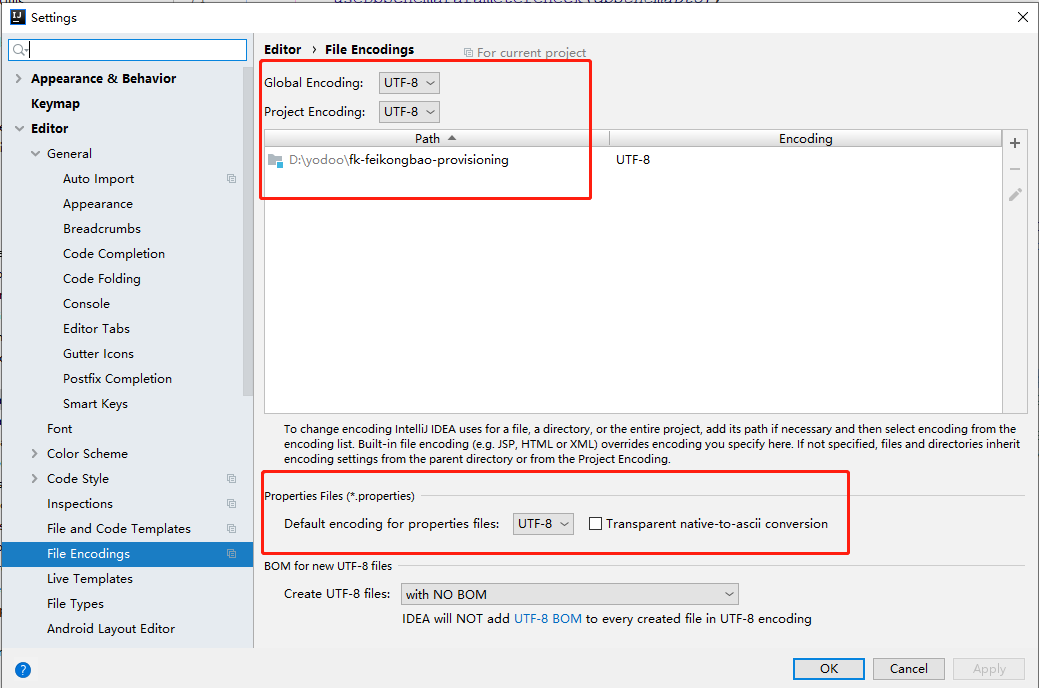 Settings
Editor › File Encodings
For current project
Appearance & Behavior
Keymap
Editor
General
Auto Import
Appearance
Breadcrumbs
Code Completion
Code Folding
Console
Editor Tabs
Gutter Icons
Postfix Completion
Smart Keys
Font
Color Scheme
Code Style
Inspections
File and Code Templates
File Encodings
Live Templates
File Types
Android Layout Editor
Global Encoding: UTF-8
Project Encoding: UTF-8
Path Encoding
D:\yodoo\fk-feikongbao-provisioning UTF-8
To change encoding IntelliJ IDEA uses for a file, a directory, or the entire project, add its path if necessary and then select encoding from the
encoding list. Built-in file encoding (e.g. JSP, HTML or XML) overrides encoding you specify here. If not specified, files and directories inherit
encoding settings from the parent directory or from the Project Encoding.
Properties Files (*.properties)
Default encoding for properties files: UTF-8 Transparent native-to-ascii conversion
BOM for new UTF-8 files
Create UTF-8 files: with NO BOM
IDEA will NOT add UTF-8 BOM to every created file in UTF-8 encoding
OK Cancel Apply